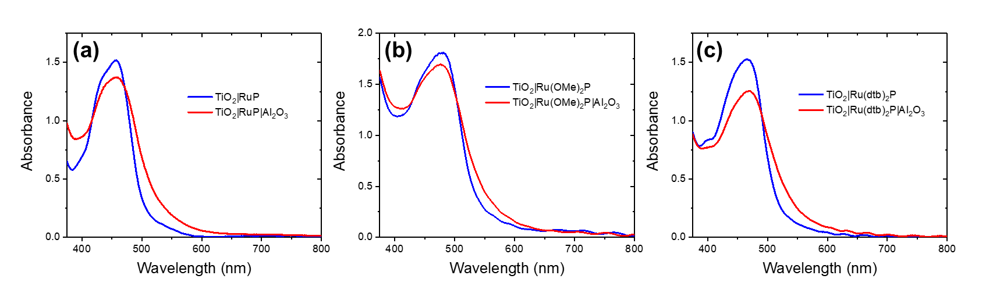 (a)
1.5
1.0
0.5
0.0
Absorbance
TiO₂|RuP
TiO₂|RuP|Al₂O₃
400 500 600 700 800
Wavelength (nm)
(b)
2.0
1.5
1.0
0.5
0.0
Absorbance
TiO₂|Ru(OMe)₂P
TiO₂|Ru(OMe)₂P|Al₂O₃
400 500 600 700 800
Wavelength (nm)
(c)
1.5
1.0
0.5
0.0
Absorbance
TiO₂|Ru(dtb)₂P
TiO₂|Ru(dtb)₂P|Al₂O₃
400 500 600 700 800
Wavelength (nm)